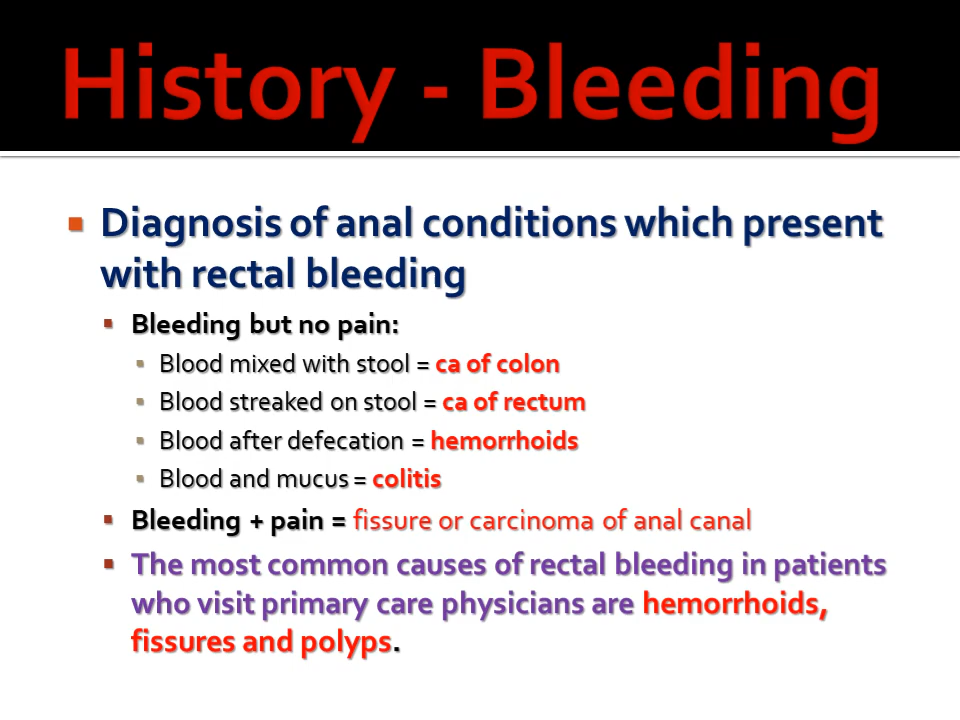 History - Bleeding
Diagnosis of anal conditions which present
with rectal bleeding
Bleeding but no pain:
Blood mixed with stool = ca of colon
Blood streaked on stool = ca of rectum
Blood after defecation = hemorrhoids
Blood and mucus = colitis
Bleeding + pain = fissure or carcinoma of anal canal
The most common causes of rectal bleeding in patients
who visit primary care physicians are hemorrhoids,
fissures and polyps.